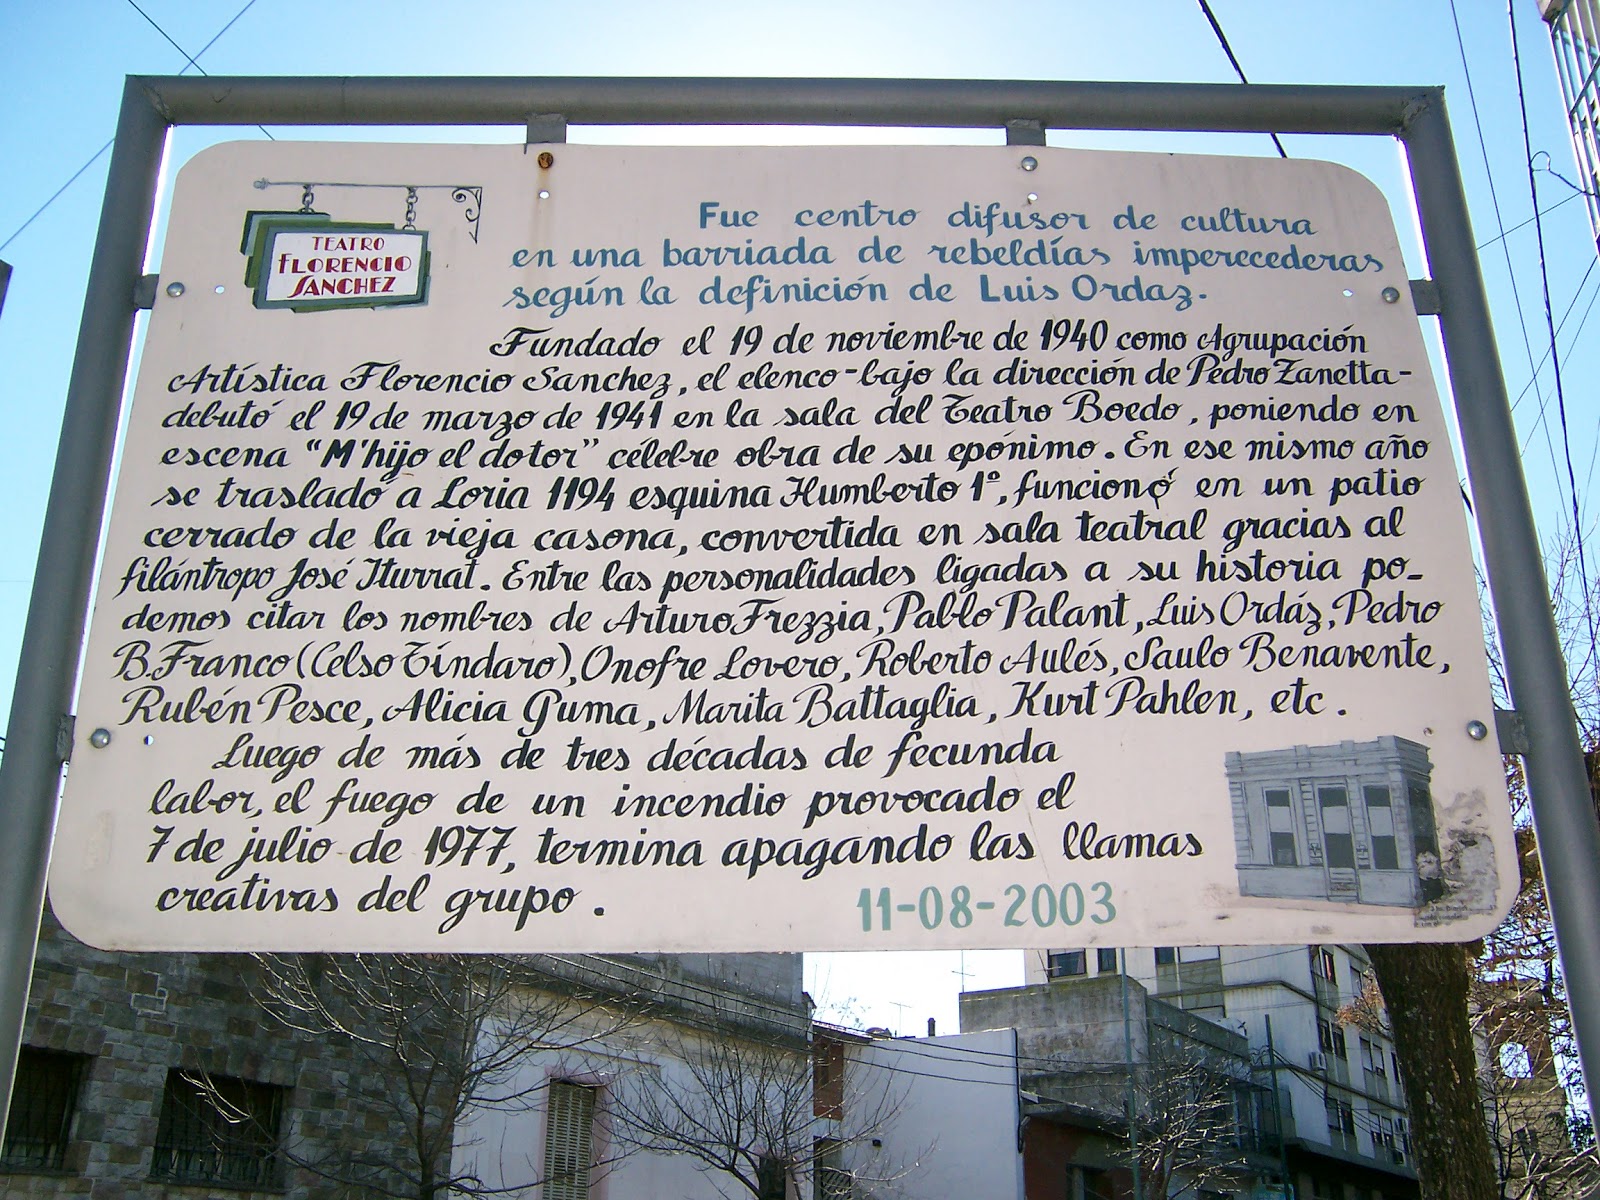 TEATRO
FLORENCIO
SANCHEZ
Fue centro difusor de cultura
en una barriada de rebeldías imperecederas
según la definición de Luis Ordaz.
Fundado el 19 de noviembre de 1940 como Agrupación
Artística Florencio Sanchez, el elenco-bajo la dirección de Pedro Zanetta-
debutó el 19 de marzo de 1941 en la sala del Teatro Boedo, poniendo en
escena "M'hijo el dotor" célebre obra de su epónimo. En ese mismo año
se trasladó a Loria 1194 esquina Humberto 1º, funcionó en un patio
cerrado de la vieja casona, convertida en sala teatral gracias al
filántropo José Iturrat. Entre las personalidades ligadas a su historia po-
demos citar los nombres de Arturo Frezzia, Pablo Palant, Luis Ordáz, Pedro
B. Franco (Celso Tíndaro), Onofre Lovero, Roberto Aulés, Saulo Benavente,
Rubén Pesce, Alicia Guma, Marita Battaglia, Kurt Pahlen, etc.
Luego de más de tres décadas de fecunda
labor, el fuego de un incendio provocado el
7 de julio de 1977, termina apagando las llamas
creativas del grupo.
11-08-2003